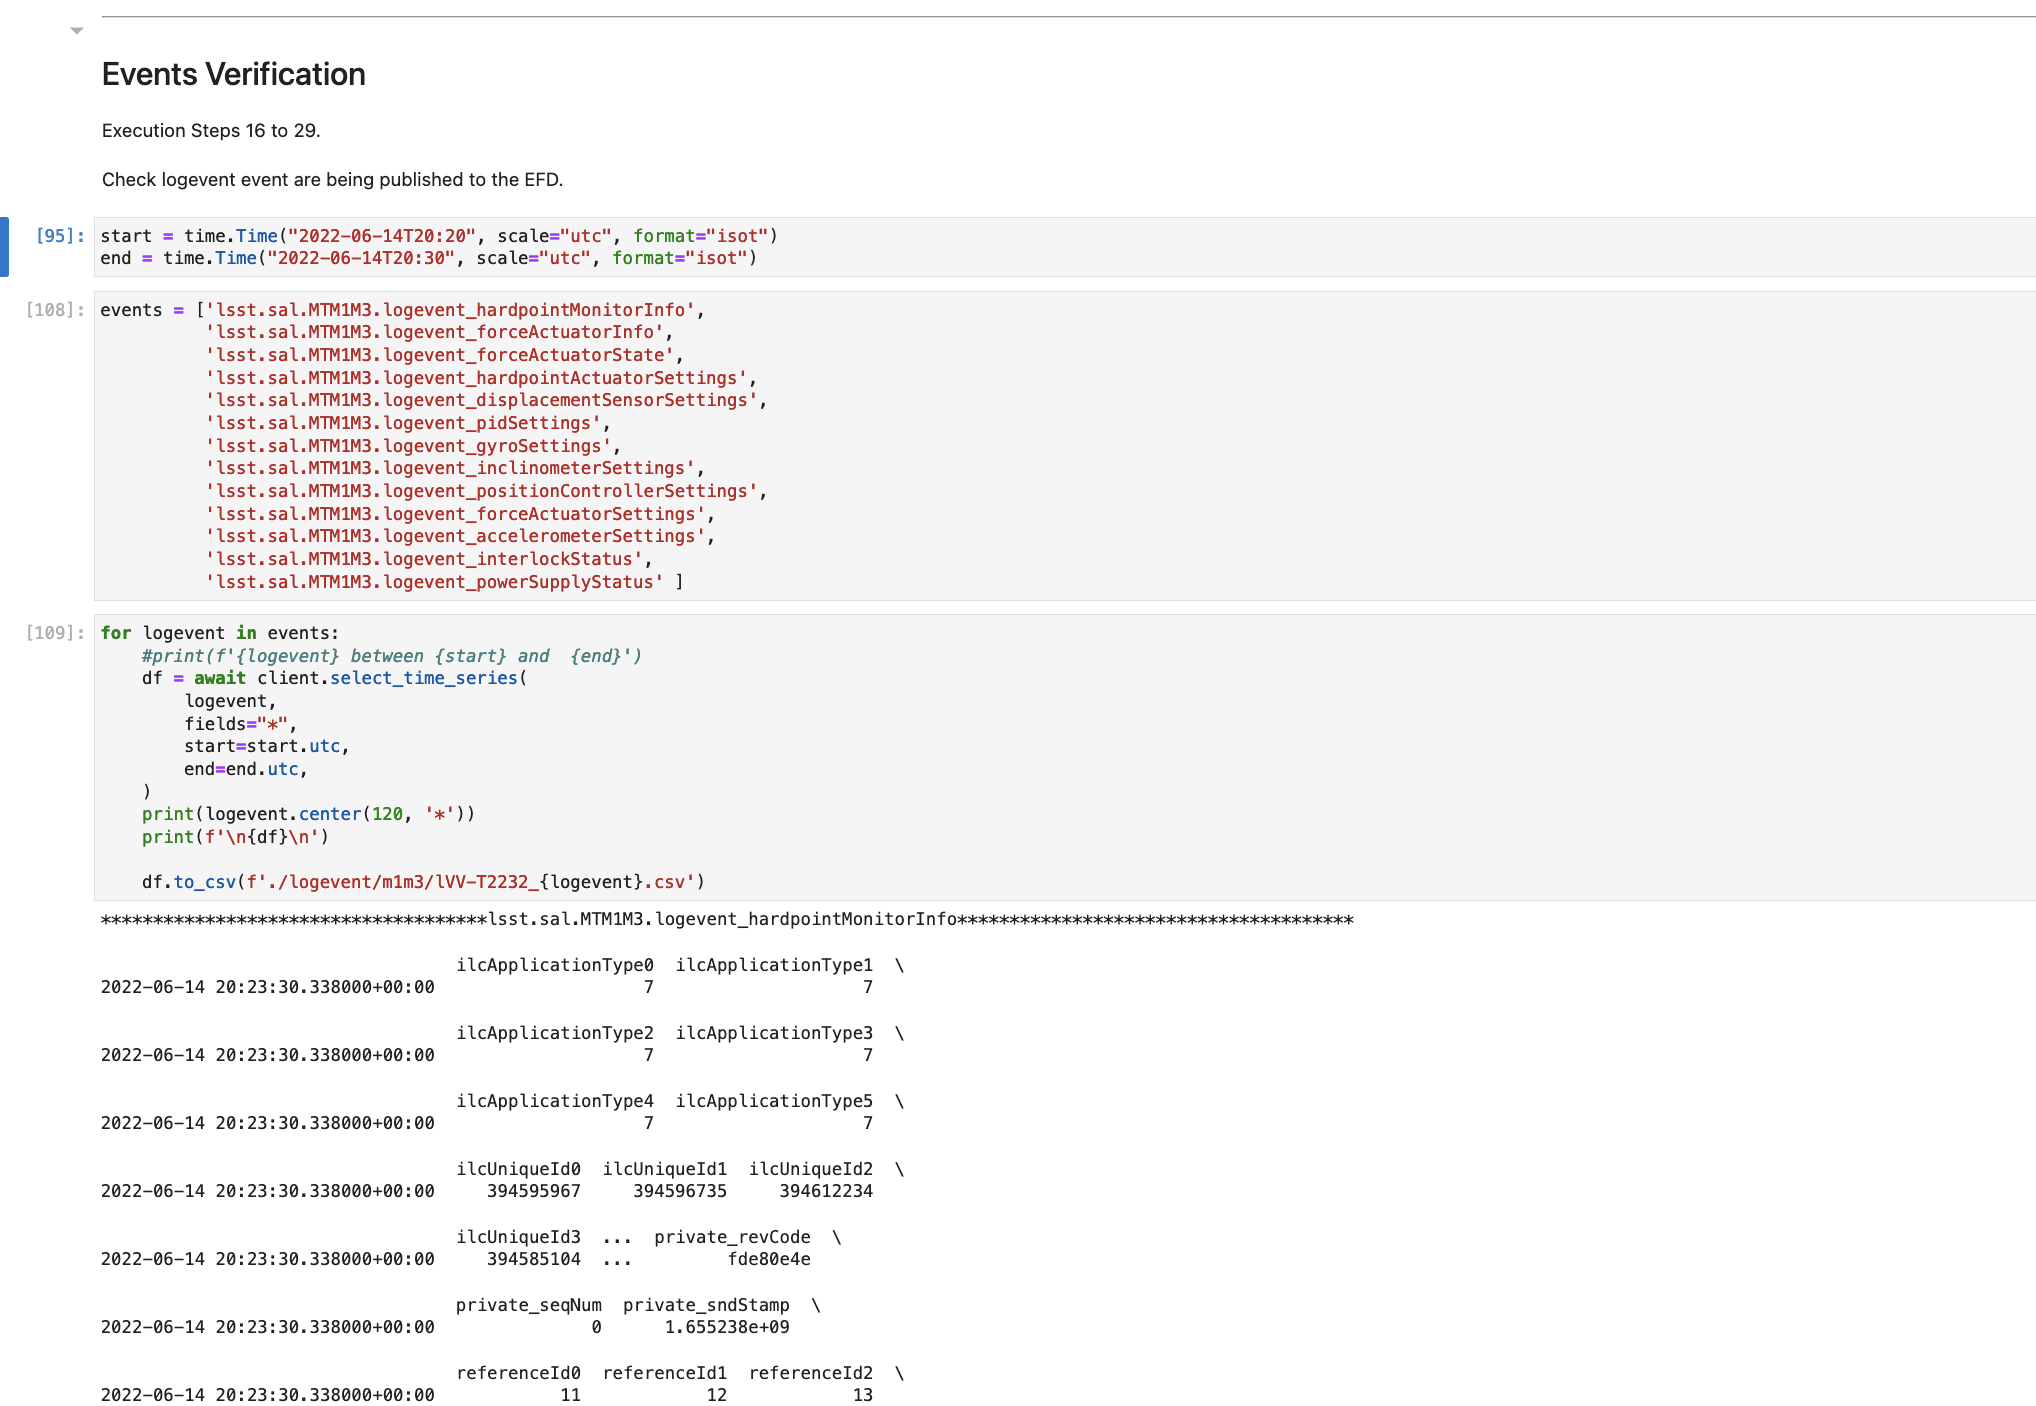 Events Verification
Execution Steps 16 to 29.
Check logevent event are being published to the EFD.
[95]: start = time.Time("2022-06-14T20:20", scale="utc", format="isot")
end = time.Time("2022-06-14T20:30", scale="utc", format="isot")
[108]: events = ['lsst.sal.MTM1M3.logevent_hardpointMonitorInfo',
'lsst.sal.MTM1M3.logevent_forceActuatorInfo',
'lsst.sal.MTM1M3.logevent_forceActuatorState',
'lsst.sal.MTM1M3.logevent_hardpointActuatorSettings',
'lsst.sal.MTM1M3.logevent_displacementSensorSettings',
'lsst.sal.MTM1M3.logevent_pidSettings',
'lsst.sal.MTM1M3.logevent_gyroSettings',
'lsst.sal.MTM1M3.logevent_inclinometerSettings',
'lsst.sal.MTM1M3.logevent_positionControllerSettings',
'lsst.sal.MTM1M3.logevent_forceActuatorSettings',
'lsst.sal.MTM1M3.logevent_accelerometerSettings',
'lsst.sal.MTM1M3.logevent_interlockStatus',
'lsst.sal.MTM1M3.logevent_powerSupplyStatus' ]
[109]: for logevent in events:
    #print(f'{logevent} between {start} and  {end}')
    df = await client.select_time_series(
        logevent,
        fields="*",
        start=start.utc,
        end=end.utc,
    )
    print(logevent.center(120, '*'))
    print(f'\n{df}\n')
    df.to_csv(f'./logevent/m1m3/lVV-T2232_{logevent}.csv')
*************************************lsst.sal.MTM1M3.logevent_hardpointMonitorInfo**************************************
ilcApplicationType0  ilcApplicationType1  \
2022-06-14 20:23:30.338000+00:00                    7                    7
ilcApplicationType2  ilcApplicationType3  \
2022-06-14 20:23:30.338000+00:00                    7                    7
ilcApplicationType4  ilcApplicationType5  \
2022-06-14 20:23:30.338000+00:00                    7                    7
ilcUniqueId0  ilcUniqueId1  ilcUniqueId2  \
2022-06-14 20:23:30.338000+00:00     394595967     394596735     394612234
ilcUniqueId3  ...  private_revCode  \
2022-06-14 20:23:30.338000+00:00     394585104  ...         fde80e4e
private_seqNum  private_sndStamp  \
2022-06-14 20:23:30.338000+00:00               0      1.655238e+09
referenceId0  referenceId1  referenceId2  \
2022-06-14 20:23:30.338000+00:00            11            12            13